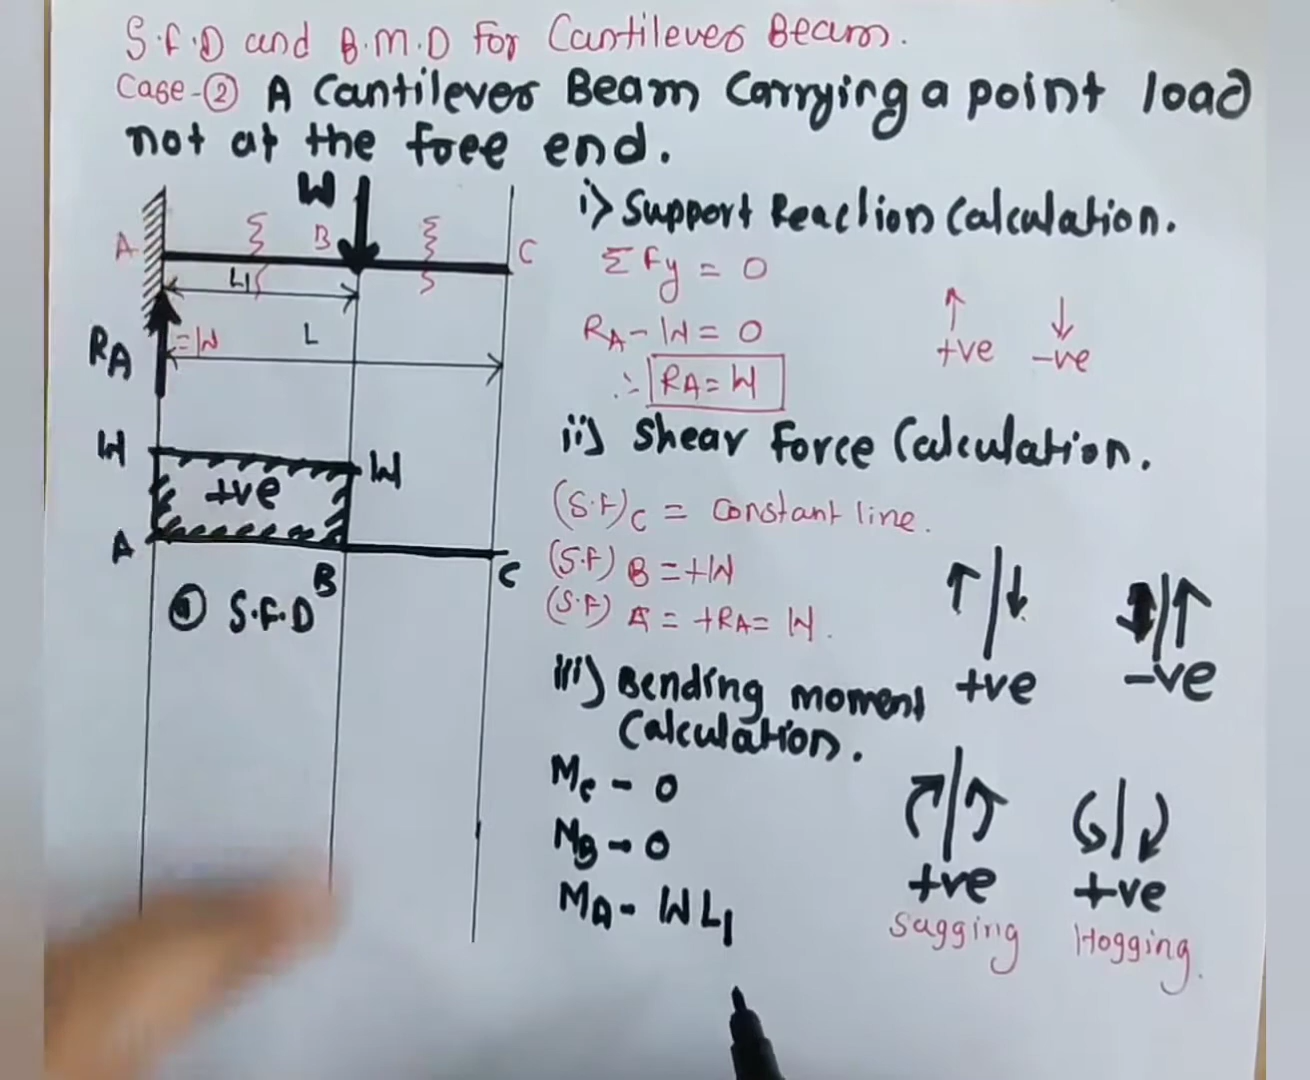 S.F.D and B.M.D For Cantilever Beam.
Case-② A Cantilever Beam Carrying a point load
not at the free end.
W
A
B
C
L1
RA
=W
L
W
W
+ve
A
B
C
① S.F.D
i) Support Reaction Calculation.
Σ Fy = 0
RA - W = 0
∴ RA = W
↑
+ve
↓
-ve
ii) Shear Force Calculation.
(S.F)C = Constant line.
(S.F) B = +W
(S.F) A = +RA = W.
↑|↓
+ve
↓|↑
-ve
iii) Bending moment
Calculation.
Mc - 0
MB - 0
MA - WL1
+ve
Sagging
+ve
Hogging.